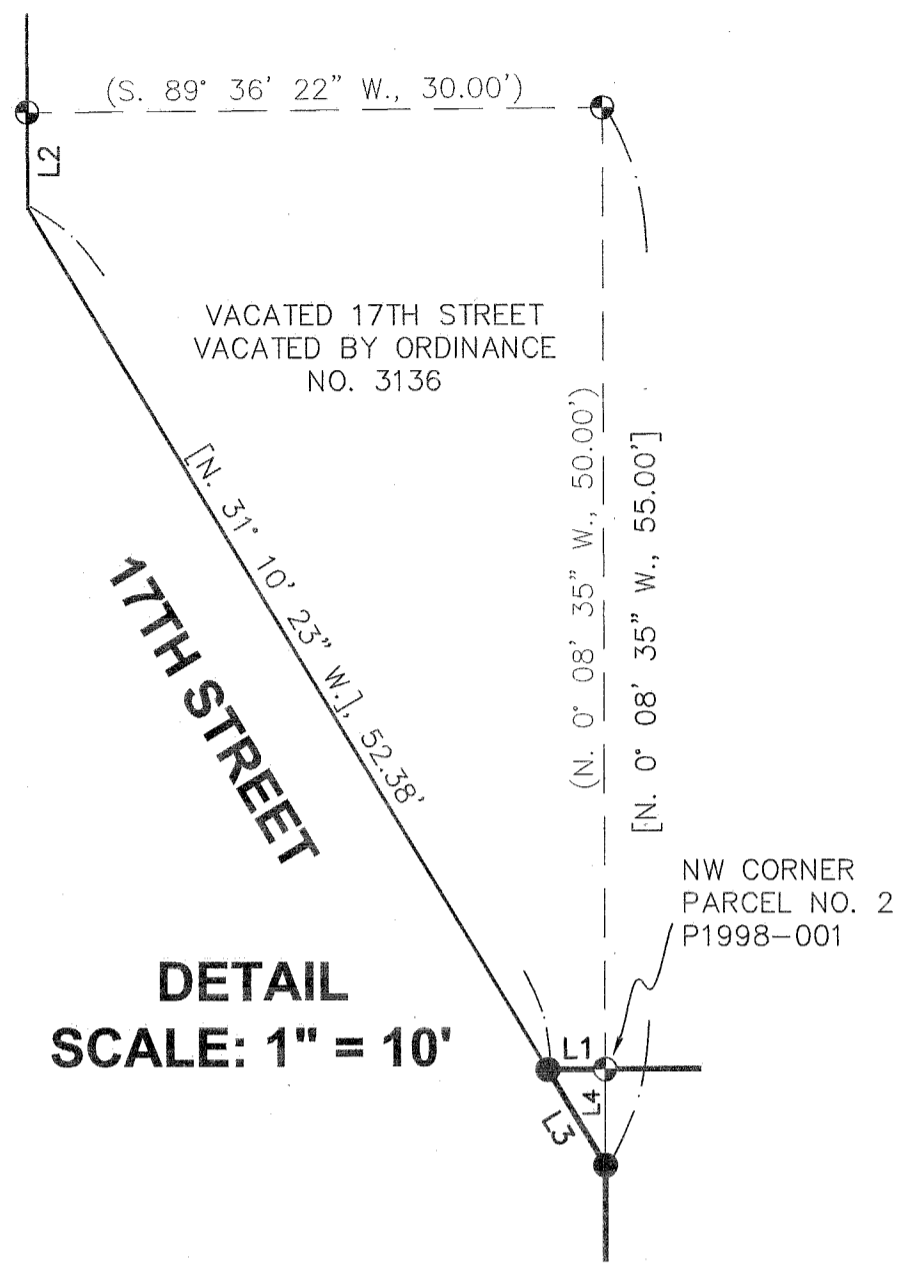 (S. 89° 36' 22" W., 30.00')
L2
VACATED 17TH STREET
VACATED BY ORDINANCE
NO. 3136
[N. 31° 10' 23" W.], 52.38'
(N. 0° 08' 35" W., 50.00')
[N. 0° 08' 35" W., 55.00']
17TH STREET
NW CORNER
PARCEL NO. 2
P1998-001
DETAIL
SCALE: 1" = 10'
L1
L4
L3